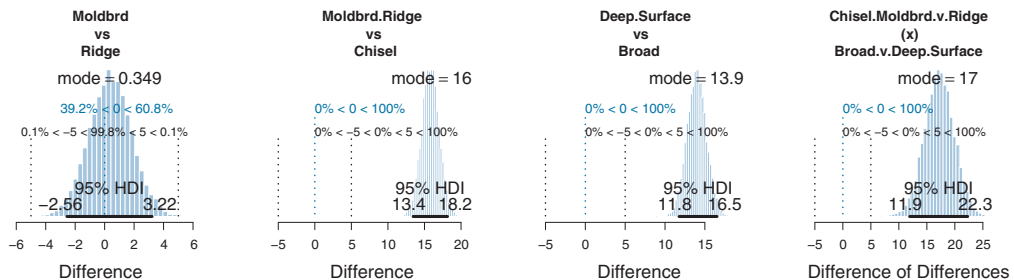 Moldbrd
vs
Ridge
mode = 0.349
39.2% < 0 < 60.8%
0.1% < −5 < 99.8% < 5 < 0.1%
95% HDI
−2.56 3.22
−6 −4 −2 0 2 4 6
Difference
Moldbrd.Ridge
vs
Chisel
mode = 16
0% < 0 < 100%
0% < −5 < 0% < 5 < 100%
95% HDI
13.4 18.2
−5 0 5 10 15 20
Difference
Deep.Surface
vs
Broad
mode = 13.9
0% < 0 < 100%
0% < −5 < 0% < 5 < 100%
95% HDI
11.8 16.5
−5 0 5 10 15
Difference
Chisel.Moldbrd.v.Ridge
(x)
Broad.v.Deep.Surface
mode = 17
0% < 0 < 100%
0% < −5 < 0% < 5 < 100%
95% HDI
11.9 22.3
−5 0 5 10 15 20 25
Difference of Differences